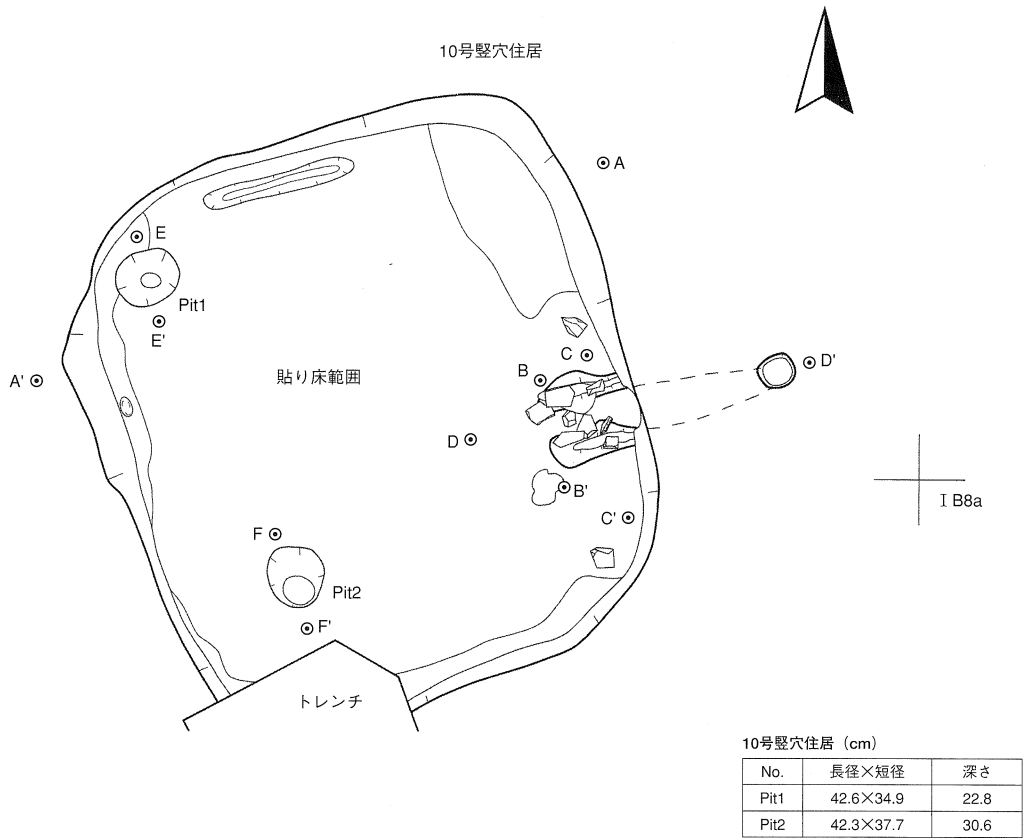 10号竪穴住居
A
E
Pit1
E'
A'
貼り床範囲
C
B
D'
D
B'
C'
I B8a
F
Pit2
F'
トレンチ
10号竪穴住居（cm）
No. 長径×短径 深さ
Pit1 42.6×34.9 22.8
Pit2 42.3×37.7 30.6